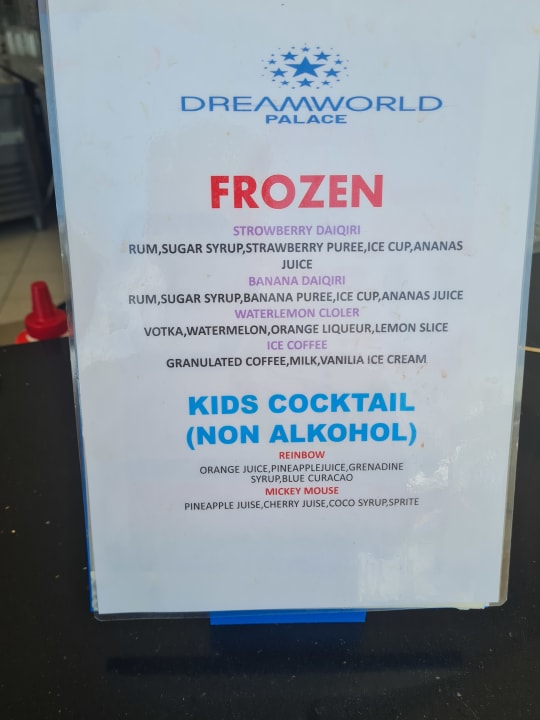 DREAMWORLD
PALACE
FROZEN
STROWBERRY DAIQIRI
RUM,SUGAR SYRUP,STRAWBERRY PUREE,ICE CUP,ANANAS
JUICE
BANANA DAIQIRI
RUM,SUGAR SYRUP,BANANA PUREE,ICE CUP,ANANAS JUICE
WATERLEMON CLOLER
VOTKA,WATERMELON,ORANGE LIQUEUR,LEMON SLICE
ICE COFFEE
GRANULATED COFFEE,MILK,VANILIA ICE CREAM
KIDS COCKTAIL
(NON ALKOHOL)
REINBOW
ORANGE JUICE,PINEAPPLEJUICE,GRENADINE
SYRUP,BLUE CURACAO
MICKEY MOUSE
PINEAPPLE JUISE,CHERRY JUISE,COCO SYRUP,SPRITE